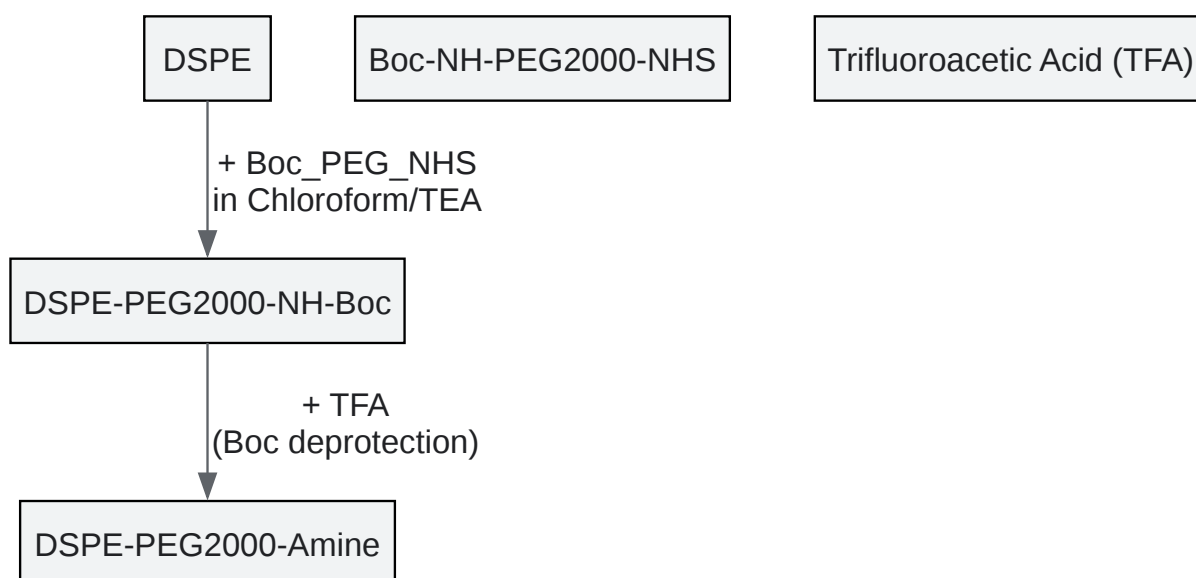 DSPE
Boc-NH-PEG2000-NHS
Trifluoroacetic Acid (TFA)
+ Boc_PEG_NHS
in Chloroform/TEA
DSPE-PEG2000-NH-Boc
+ TFA
(Boc deprotection)
DSPE-PEG2000-Amine